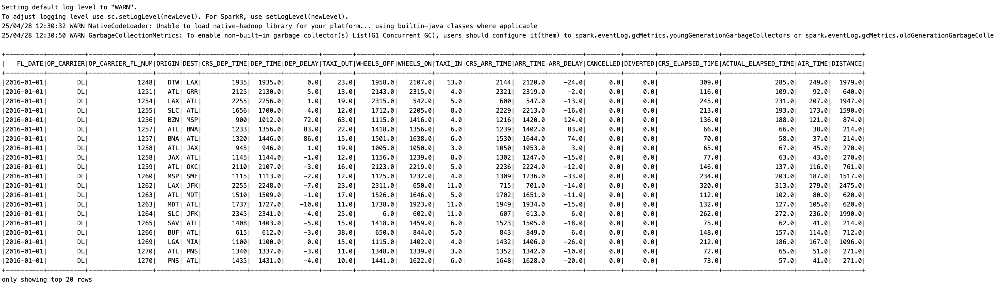 Setting default log level to "WARN".
To adjust logging level use sc.setLogLevel(newLevel). For SparkR, use setLogLevel(newLevel).
25/04/28 12:30:32 WARN NativeCodeLoader: Unable to load native-hadoop library for your platform... using builtin-java classes where applicable
25/04/28 12:30:50 WARN GarbageCollectionMetrics: To enable non-built-in garbage collector(s) List(G1 Concurrent GC), users should configure it(them) to spark.eventLog.gcMetrics.youngGenerationGarbageCollectors or spark.eventLog.gcMetrics.oldGenerationGarbageColle
+----------+----------+-----------------+------+----+------------+--------+---------+--------+----------+---------+-------+------------+--------+---------+---------+--------+----------------+-------------------+--------+--------+
|   FL_DATE|OP_CARRIER|OP_CARRIER_FL_NUM|ORIGIN|DEST|CRS_DEP_TIME|DEP_TIME|DEP_DELAY|TAXI_OUT|WHEELS_OFF|WHEELS_ON|TAXI_IN|CRS_ARR_TIME|ARR_TIME|ARR_DELAY|CANCELLED|DIVERTED|CRS_ELAPSED_TIME|ACTUAL_ELAPSED_TIME|AIR_TIME|DISTANCE|
+----------+----------+-----------------+------+----+------------+--------+---------+--------+----------+---------+-------+------------+--------+---------+---------+--------+----------------+-------------------+--------+--------+
|2016-01-01|        DL|             1248|   DTW| LAX|        1935|  1935.0|      0.0|    23.0|    1958.0|   2107.0|   13.0|        2144|  2120.0|    -24.0|      0.0|     0.0|           309.0|              285.0|   249.0|  1979.0|
|2016-01-01|        DL|             1251|   ATL| GRR|        2125|  2130.0|      5.0|    13.0|    2143.0|   2315.0|    4.0|        2321|  2319.0|     -2.0|      0.0|     0.0|           116.0|              109.0|    92.0|   640.0|
|2016-01-01|        DL|             1254|   LAX| ATL|        2255|  2256.0|      1.0|    19.0|    2315.0|    542.0|    5.0|         600|   547.0|    -13.0|      0.0|     0.0|           245.0|              231.0|   207.0|  1947.0|
|2016-01-01|        DL|             1255|   SLC| ATL|        1656|  1700.0|      4.0|    12.0|    1712.0|   2205.0|    8.0|        2229|  2213.0|    -16.0|      0.0|     0.0|           213.0|              193.0|   173.0|  1590.0|
|2016-01-01|        DL|             1256|   BZN| MSP|         900|  1012.0|     72.0|    63.0|    1115.0|   1416.0|    4.0|        1216|  1420.0|    124.0|      0.0|     0.0|           136.0|              188.0|   121.0|   874.0|
|2016-01-01|        DL|             1257|   ATL| BNA|        1233|  1356.0|     83.0|    22.0|    1418.0|   1356.0|    6.0|        1239|  1402.0|     83.0|      0.0|     0.0|            66.0|               66.0|    38.0|   214.0|
|2016-01-01|        DL|             1257|   BNA| ATL|        1320|  1446.0|     86.0|    15.0|    1501.0|   1638.0|    6.0|        1530|  1644.0|     74.0|      0.0|     0.0|            70.0|               58.0|    37.0|   214.0|
|2016-01-01|        DL|             1258|   ATL| JAX|         945|   946.0|      1.0|    19.0|    1005.0|   1050.0|    3.0|        1050|  1053.0|      3.0|      0.0|     0.0|            65.0|               67.0|    45.0|   270.0|
|2016-01-01|        DL|             1258|   JAX| ATL|        1145|  1144.0|     -1.0|    12.0|    1156.0|   1239.0|    8.0|        1302|  1247.0|    -15.0|      0.0|     0.0|            77.0|               63.0|    43.0|   270.0|
|2016-01-01|        DL|             1259|   ATL| OKC|        2110|  2107.0|     -3.0|    16.0|    2123.0|   2219.0|    5.0|        2236|  2224.0|    -12.0|      0.0|     0.0|           146.0|              137.0|   116.0|   761.0|
|2016-01-01|        DL|             1260|   MSP| SMF|        1115|  1113.0|     -2.0|    12.0|    1125.0|   1232.0|    4.0|        1309|  1236.0|    -33.0|      0.0|     0.0|           234.0|              203.0|   187.0|  1517.0|
|2016-01-01|        DL|             1262|   LAX| JFK|        2255|  2248.0|     -7.0|    23.0|    2311.0|    650.0|   11.0|         715|   701.0|    -14.0|      0.0|     0.0|           320.0|              313.0|   279.0|  2475.0|
|2016-01-01|        DL|             1263|   ATL| MDT|        1510|  1509.0|     -1.0|    17.0|    1526.0|   1646.0|    5.0|        1702|  1651.0|    -11.0|      0.0|     0.0|           112.0|              102.0|    80.0|   620.0|
|2016-01-01|        DL|             1263|   MDT| ATL|        1737|  1727.0|    -10.0|    11.0|    1738.0|   1923.0|   11.0|        1949|  1934.0|    -15.0|      0.0|     0.0|           132.0|              127.0|   105.0|   620.0|
|2016-01-01|        DL|             1264|   SLC| JFK|        2345|  2341.0|     -4.0|    25.0|       6.0|    602.0|   11.0|         607|   613.0|      6.0|      0.0|     0.0|           262.0|              272.0|   236.0|  1990.0|
|2016-01-01|        DL|             1265|   SAV| ATL|        1408|  1403.0|     -5.0|    15.0|    1418.0|   1459.0|    6.0|        1523|  1505.0|    -18.0|      0.0|     0.0|            75.0|               62.0|    41.0|   214.0|
|2016-01-01|        DL|             1266|   BUF| ATL|         615|   612.0|     -3.0|    38.0|     650.0|    844.0|    5.0|         843|   849.0|      6.0|      0.0|     0.0|           148.0|              157.0|   114.0|   712.0|
|2016-01-01|        DL|             1269|   LGA| MIA|        1100|  1100.0|      0.0|    15.0|    1115.0|   1402.0|    4.0|        1432|  1406.0|    -26.0|      0.0|     0.0|           212.0|              186.0|   167.0|  1096.0|
|2016-01-01|        DL|             1270|   ATL| PNS|        1340|  1337.0|     -3.0|    11.0|    1348.0|   1339.0|    3.0|        1352|  1342.0|    -10.0|      0.0|     0.0|            72.0|               65.0|    51.0|   271.0|
|2016-01-01|        DL|             1270|   PNS| ATL|        1435|  1431.0|     -4.0|    10.0|    1441.0|   1622.0|    6.0|        1648|  1628.0|    -20.0|      0.0|     0.0|            73.0|               57.0|    41.0|   271.0|
+----------+----------+-----------------+------+----+------------+--------+---------+--------+----------+---------+-------+------------+--------+---------+---------+--------+----------------+-------------------+--------+--------+
only showing top 20 rows